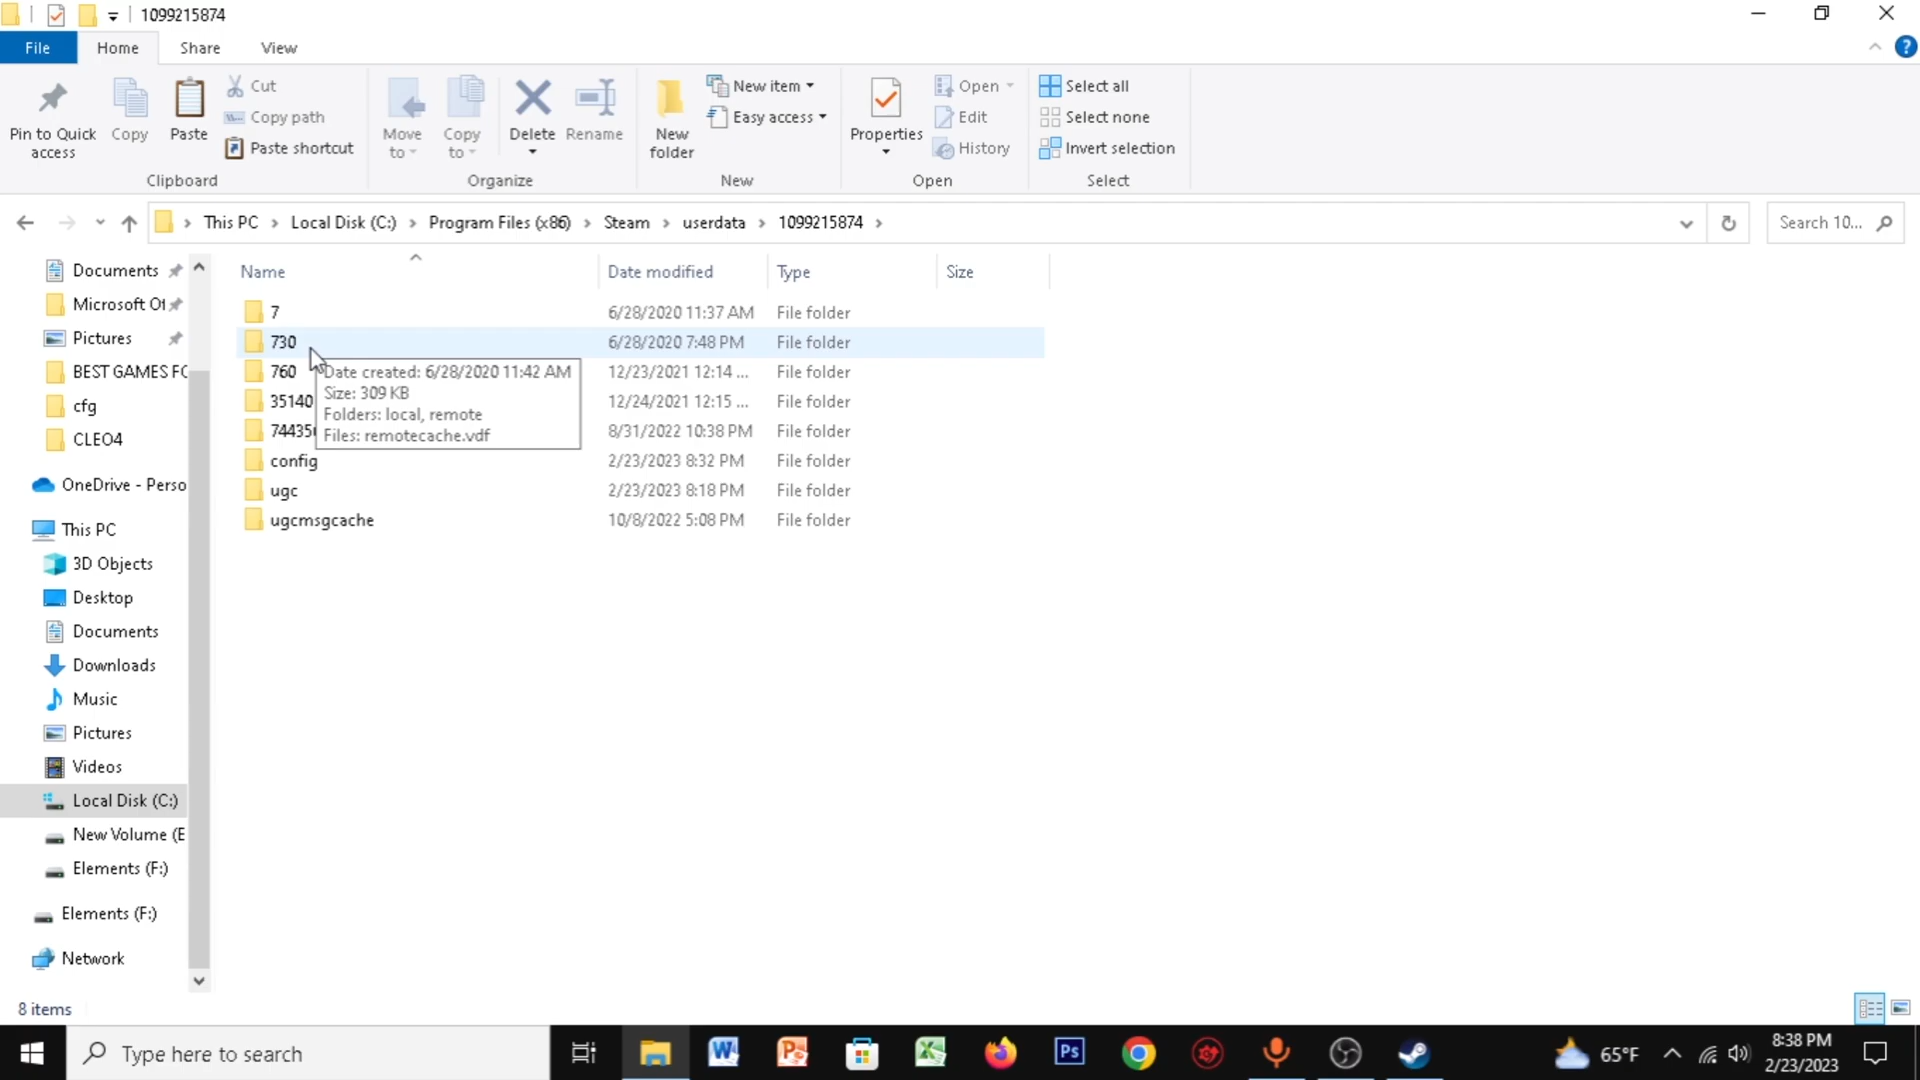 1099215874
File Home Share View
Pin to Quick access
Copy
Paste
Cut
Copy path
Paste shortcut
Clipboard
Move to
Copy to
Delete
Rename
Organize
New folder
New item
Easy access
New
Properties
Open
Edit
History
Open
Select all
Select none
Invert selection
Select
This PC Local Disk (C:) Program Files (x86) Steam userdata 1099215874
Search 10...
Documents
Microsoft Of
Pictures
BEST GAMES FO
cfg
CLEO4
OneDrive - Perso
This PC
3D Objects
Desktop
Documents
Downloads
Music
Pictures
Videos
Local Disk (C:)
New Volume (E
Elements (F:)
Elements (F:)
Network
Name Date modified Type Size
7 6/28/2020 11:37 AM File folder
730 6/28/2020 7:48 PM File folder
760 12/23/2021 12:14 ... File folder
35140 12/24/2021 12:15 ... File folder
74435 8/31/2022 10:38 PM File folder
config 2/23/2023 8:32 PM File folder
ugc 2/23/2023 8:18 PM File folder
ugcmsgcache 10/8/2022 5:08 PM File folder
Date created: 6/28/2020 11:42 AM
Size: 309 KB
Folders: local, remote
Files: remotecache.vdf
8 items
Type here to search
65°F
8:38 PM
2/23/2023